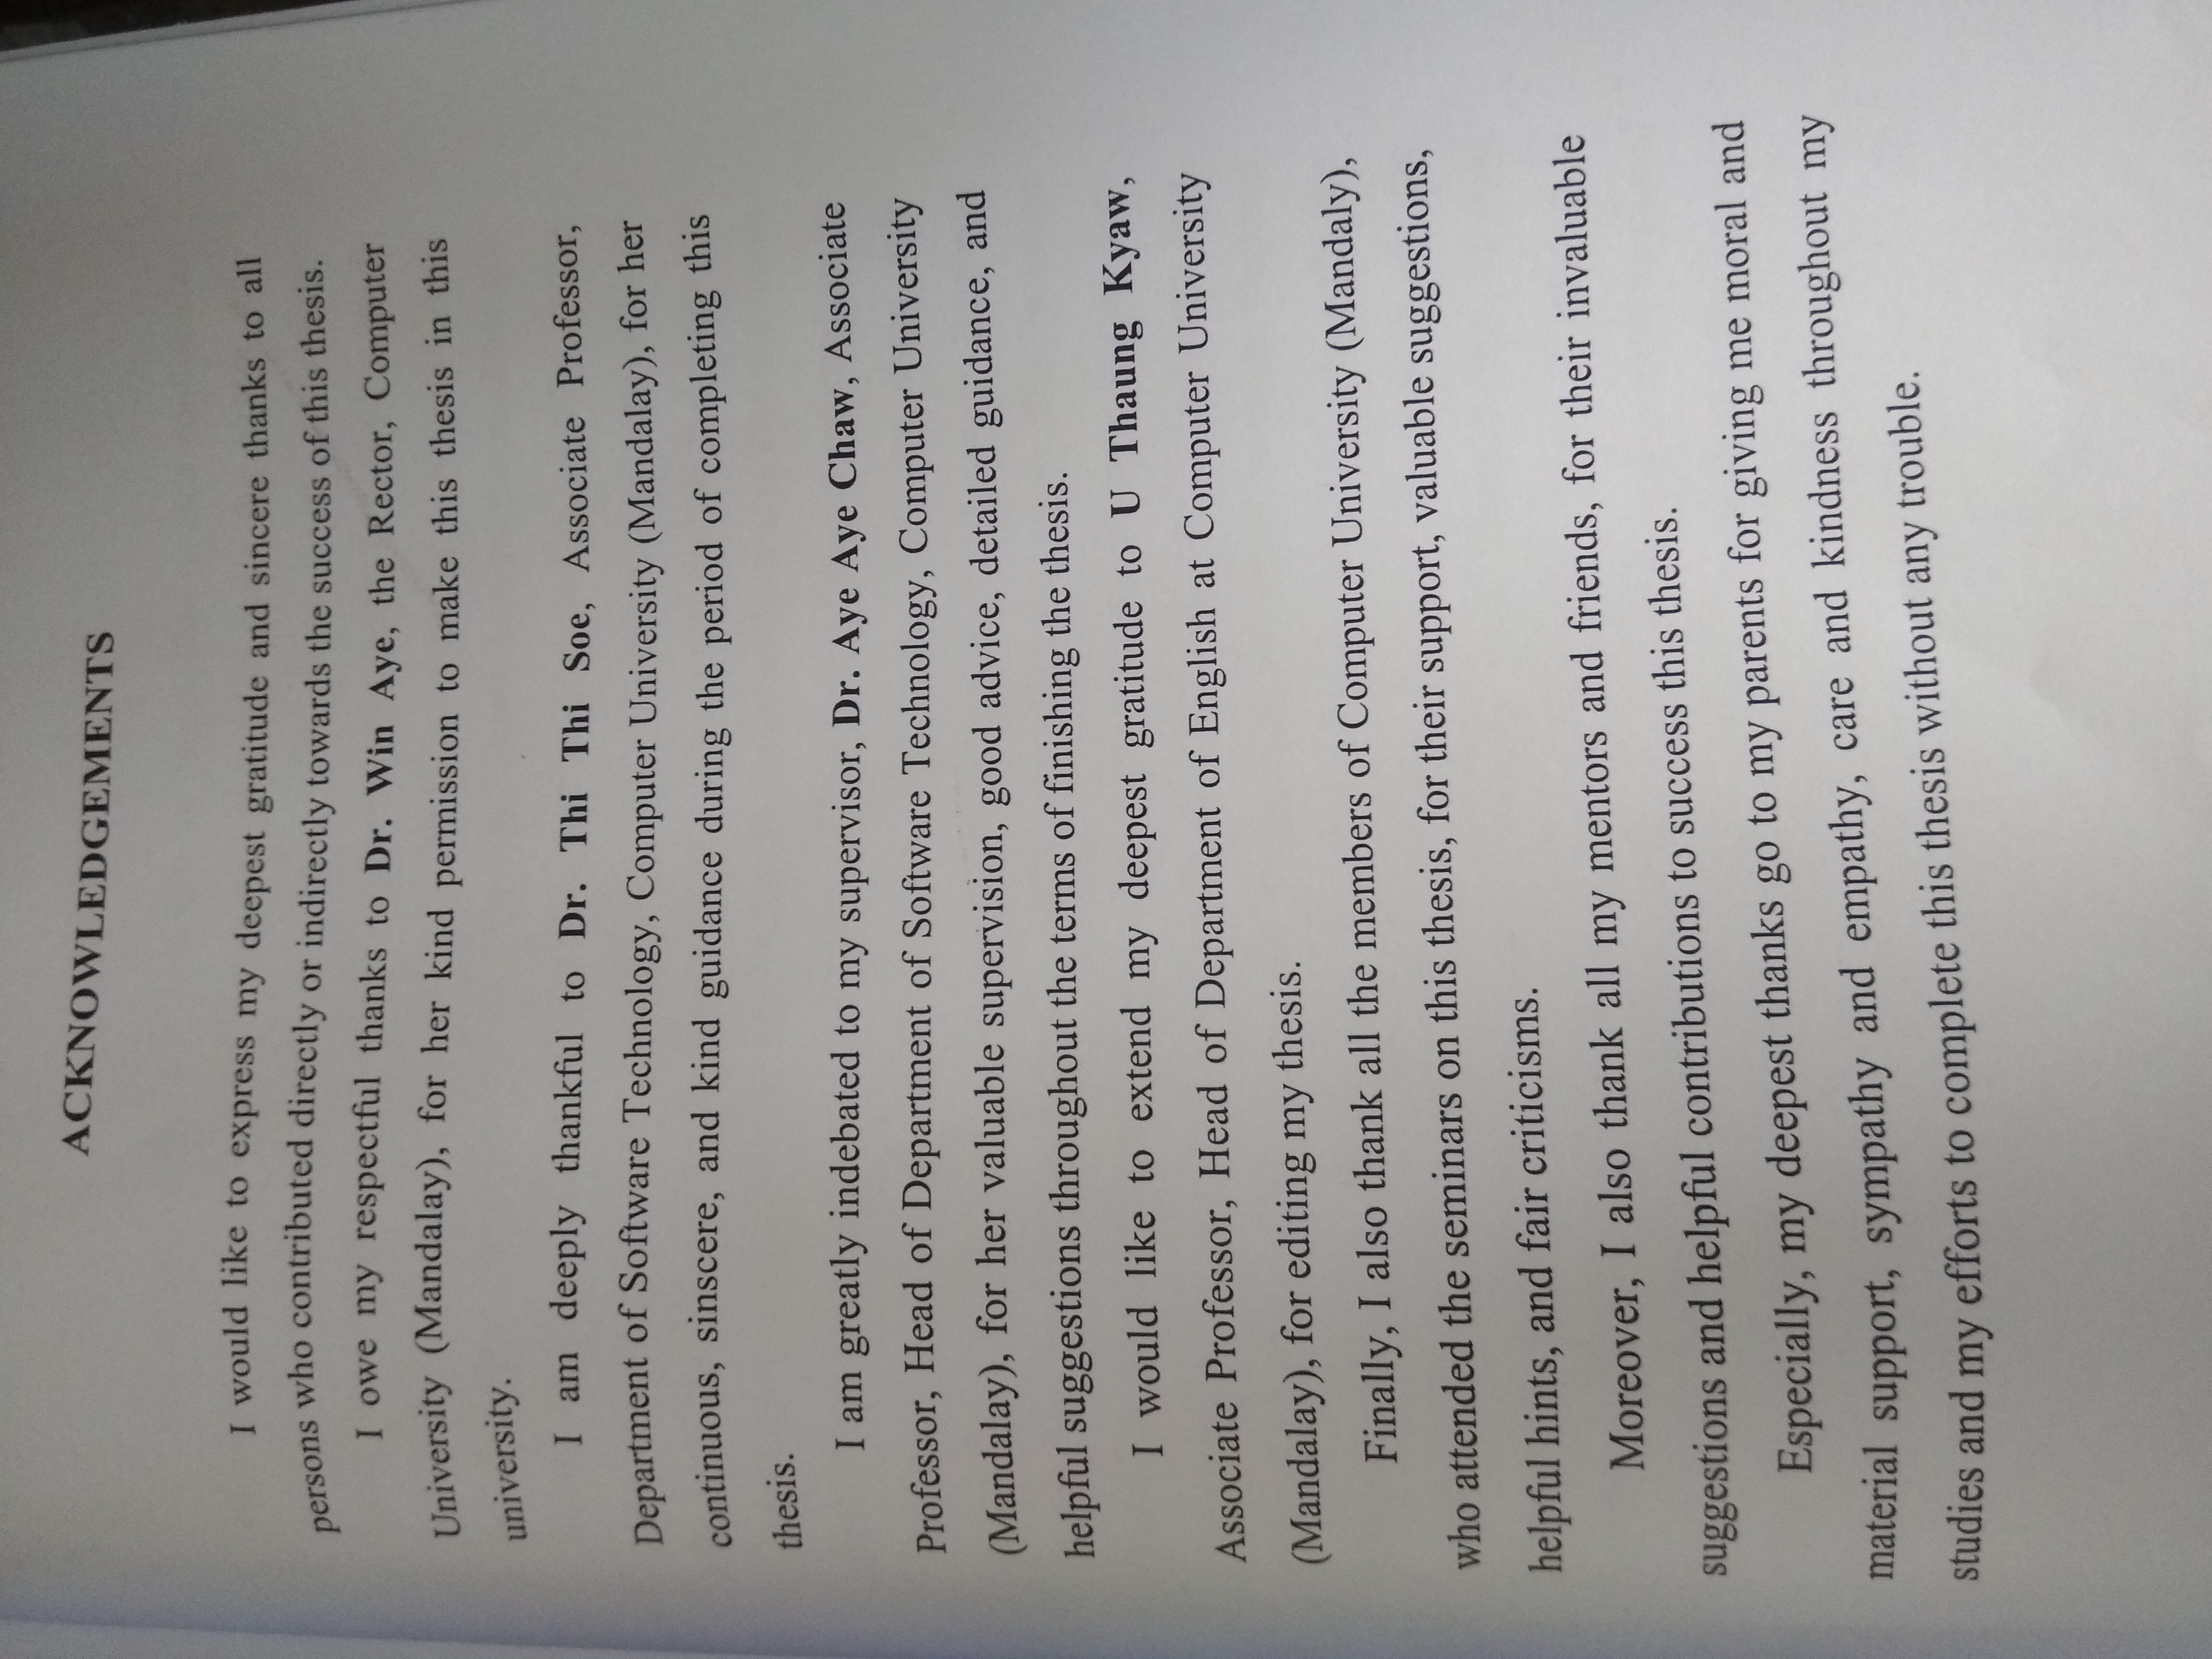 ACKNOWLEDGEMENTS
I would like to express my deepest gratitude and sincere thanks to all
persons who contributed directly or indirectly towards the success of this thesis.
I owe my respectful thanks to Dr. Win Aye, the Rector, Computer
University (Mandalay), for her kind permission to make this thesis in this
university.
I am deeply thankful to Dr. Thi Thi Soe, Associate Professor,
Department of Software Technology, Computer University (Mandalay), for her
continuous, sinscere, and kind guidance during the period of completing this
thesis.
I am greatly indebated to my supervisor, Dr. Aye Aye Chaw, Associate
Professor, Head of Department of Software Technology, Computer University
(Mandalay), for her valuable supervision, good advice, detailed guidance, and
helpful suggestions throughout the terms of finishing the thesis.
I would like to extend my deepest gratitude to U Thaung Kyaw,
Associate Professor, Head of Department of English at Computer University
(Mandalay), for editing my thesis.
Finally, I also thank all the members of Computer University (Mandaly),
who attended the seminars on this thesis, for their support, valuable suggestions,
helpful hints, and fair criticisms.
Moreover, I also thank all my mentors and friends, for their invaluable
suggestions and helpful contributions to success this thesis.
Especially, my deepest thanks go to my parents for giving me moral and
material support, sympathy and empathy, care and kindness throughout my
studies and my efforts to complete this thesis without any trouble.